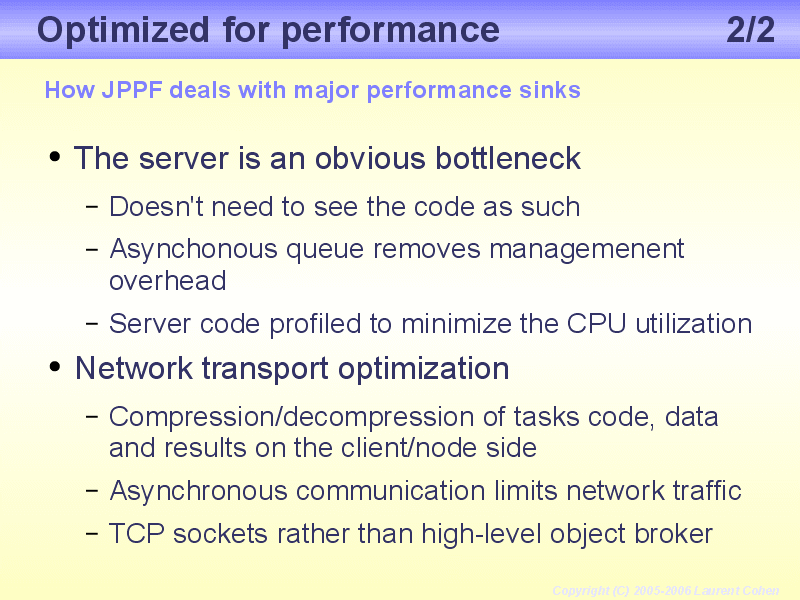 Optimized for performance 2/2
How JPPF deals with major performance sinks
• The server is an obvious bottleneck
– Doesn't need to see the code as such
– Asynchonous queue removes managemenent
overhead
– Server code profiled to minimize the CPU utilization
• Network transport optimization
– Compression/decompression of tasks code, data
and results on the client/node side
– Asynchronous communication limits network traffic
– TCP sockets rather than high-level object broker
Copyright (C) 2005-2006 Laurent Cohen